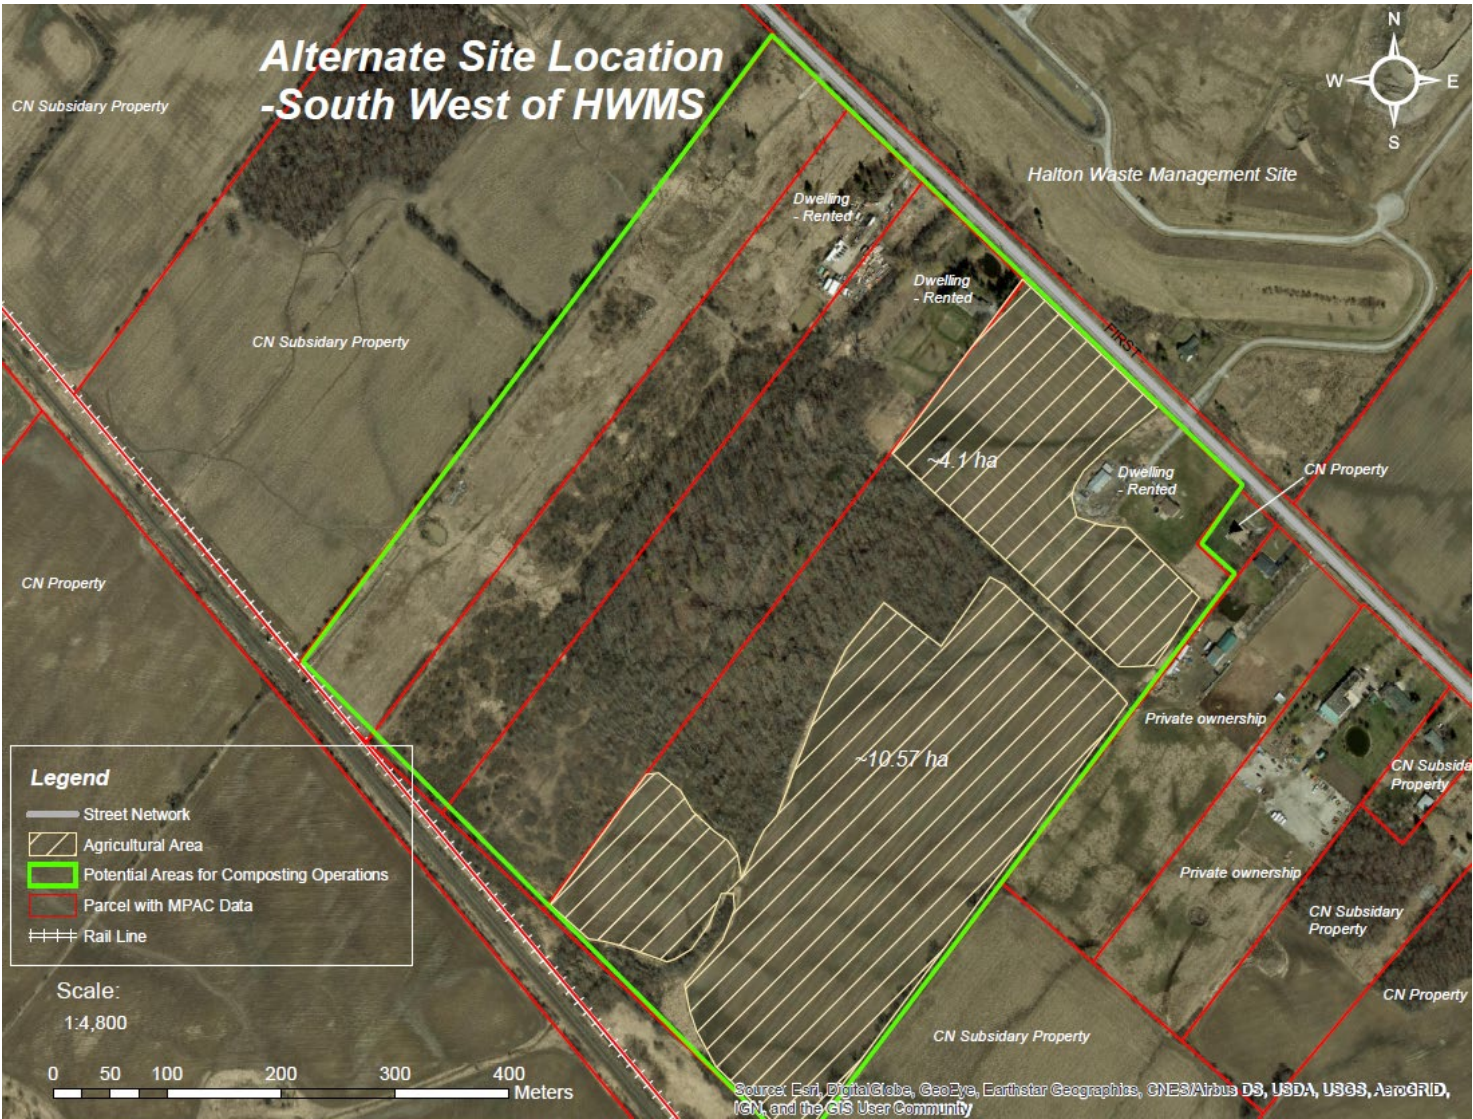 Alternate Site Location
-South West of HWMS
N
W
E
S
CN Subsidary Property
Halton Waste Management Site
Dwelling
- Rented
Dwelling
- Rented
CN Subsidary Property
FIRST
~4.1 ha
Dwelling
- Rented
CN Property
CN Property
Private ownership
~10.57 ha
CN Subsida
Property
Private ownership
CN Subsidary
Property
CN Property
CN Subsidary Property
Legend
Street Network
Agricultural Area
Potential Areas for Composting Operations
Parcel with MPAC Data
Rail Line
Scale:
1:4,800
0 50 100 200 300 400
Meters
Source: Esri, DigitalGlobe, GeoEye, Earthstar Geographics, CNES/Airbus DS, USDA, USGS, AeroGRID,
IGN, and the GIS User Community